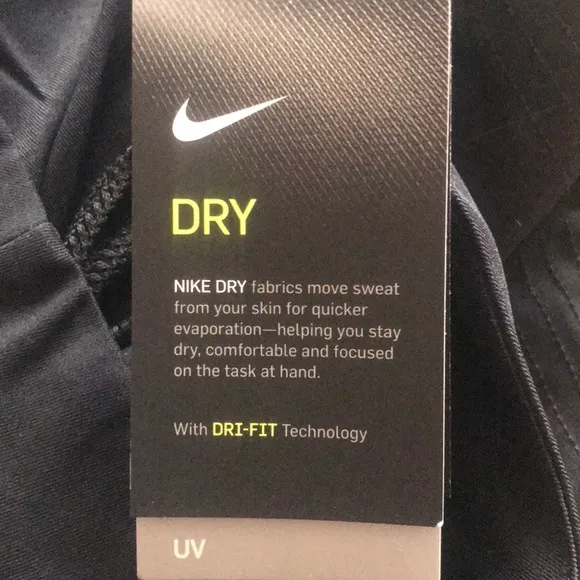 DRY
NIKE DRY fabrics move sweat
from your skin for quicker
evaporation—helping you stay
dry, comfortable and focused
on the task at hand.
With DRI-FIT Technology
UV